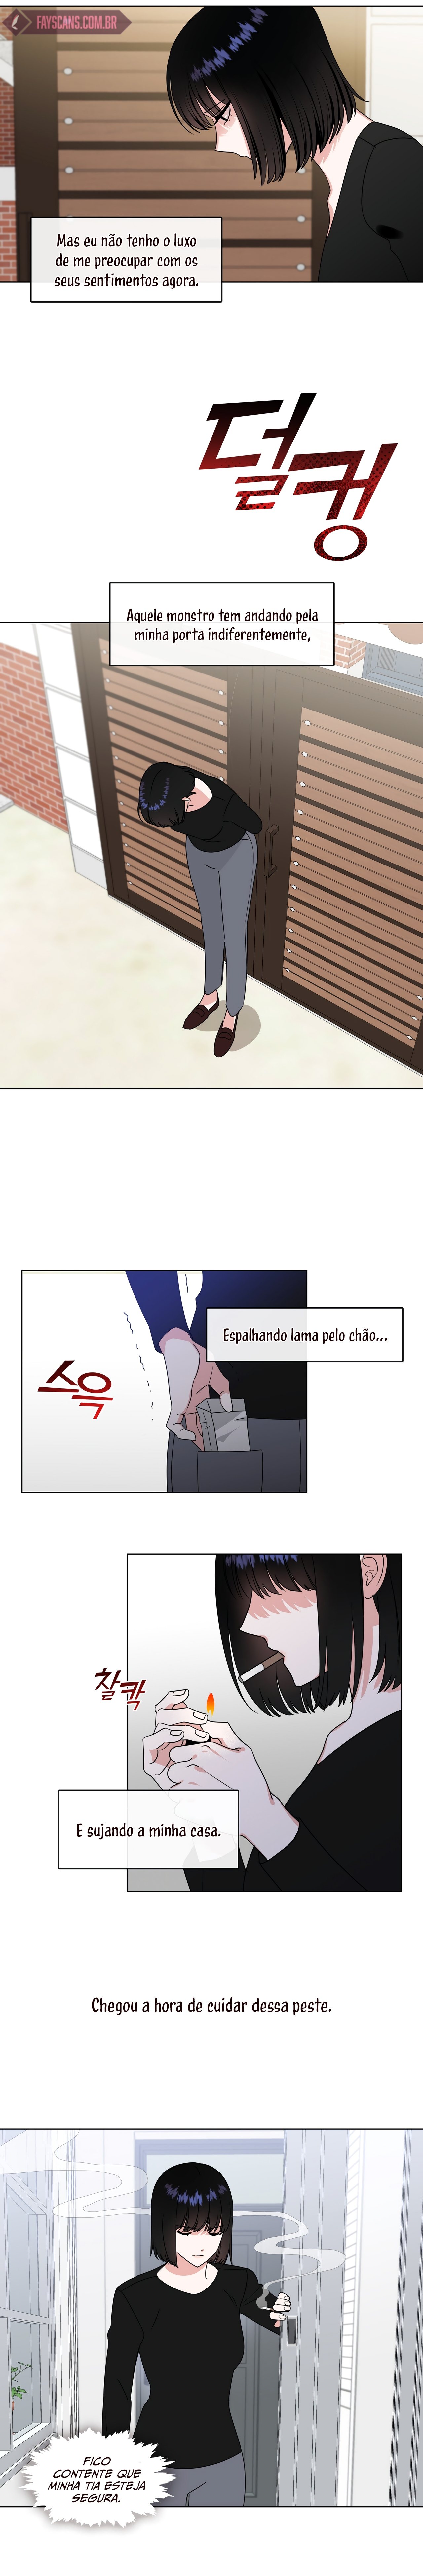 FAYSCANS.COM.BR
Mas eu não tenho o luxo
de me preocupar com os
seus sentimentos agora.
덜컹
Aquele monstro tem andando pela
minha porta indiferentemente,
Espalhando lama pelo chão...
스윽
찰칵
E sujando a minha casa.
Chegou a hora de cuidar dessa peste.
FICO
CONTENTE QUE
MINHA TIA ESTEJA
SEGURA.